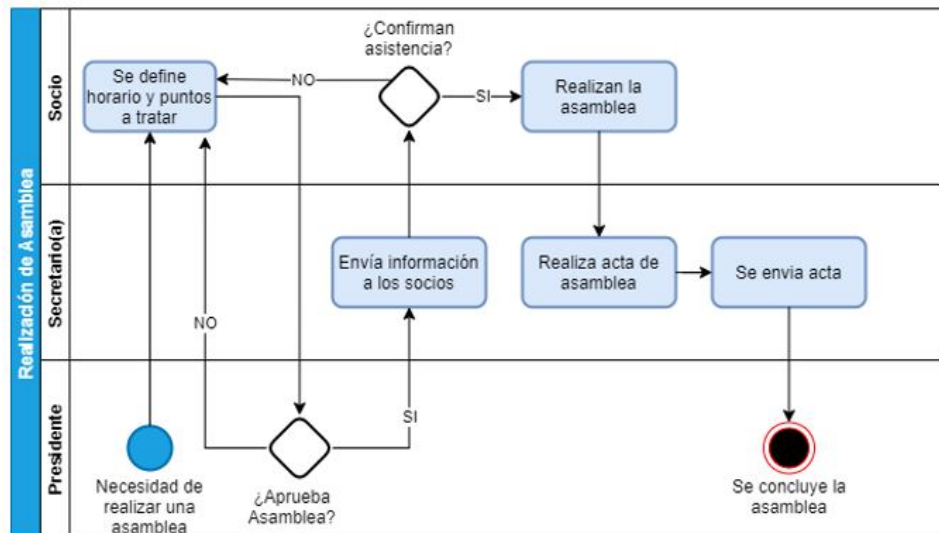 Realización de Asamblea
Socio
¿Confirman
asistencia?
Se define
horario y puntos
a tratar
NO
SI
Realizan la
asamblea
Secretario(a)
Envía información
a los socios
Realiza acta de
asamblea
Se envia acta
NO
Presidente
SI
Necesidad de
realizar una
asamblea
¿Aprueba
Asamblea?
Se concluye la
asamblea